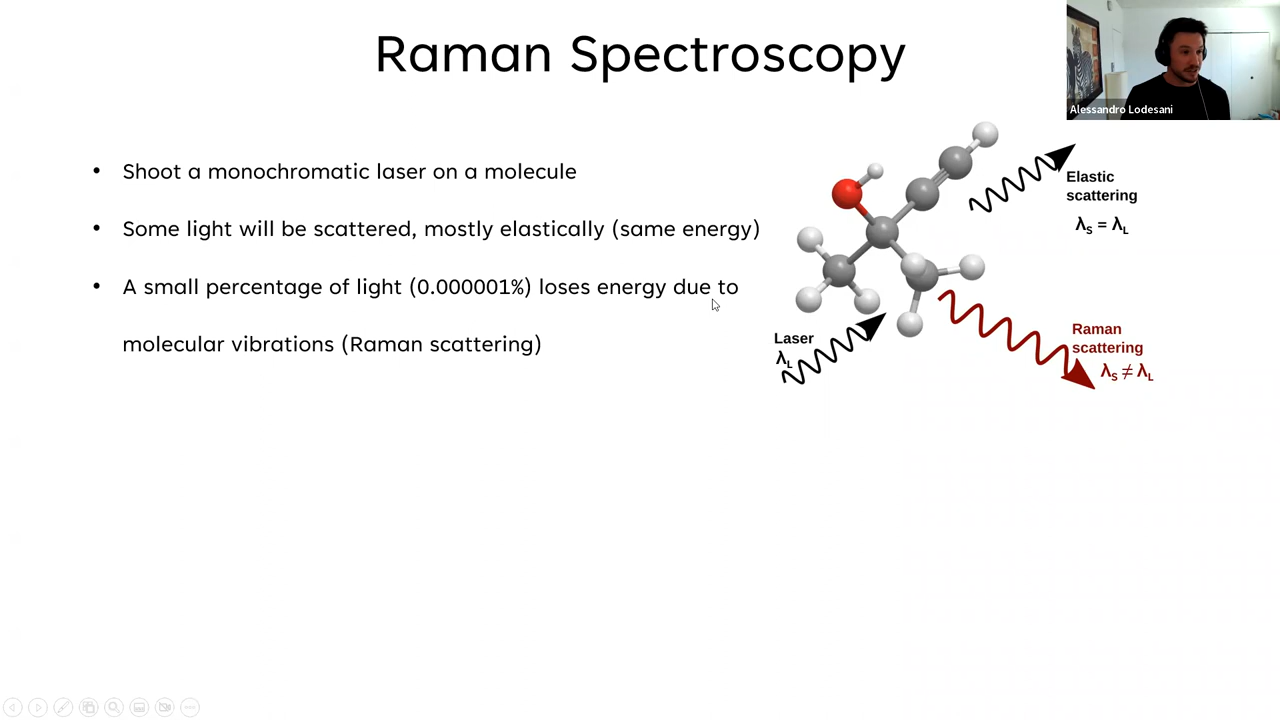 Raman Spectroscopy
Alessandro Lodesani
• Shoot a monochromatic laser on a molecule
• Some light will be scattered, mostly elastically (same energy)
• A small percentage of light (0.000001%) loses energy due to
molecular vibrations (Raman scattering)
Elastic
scattering
λS = λL
Laser
λL
Raman
scattering
λS ≠ λL